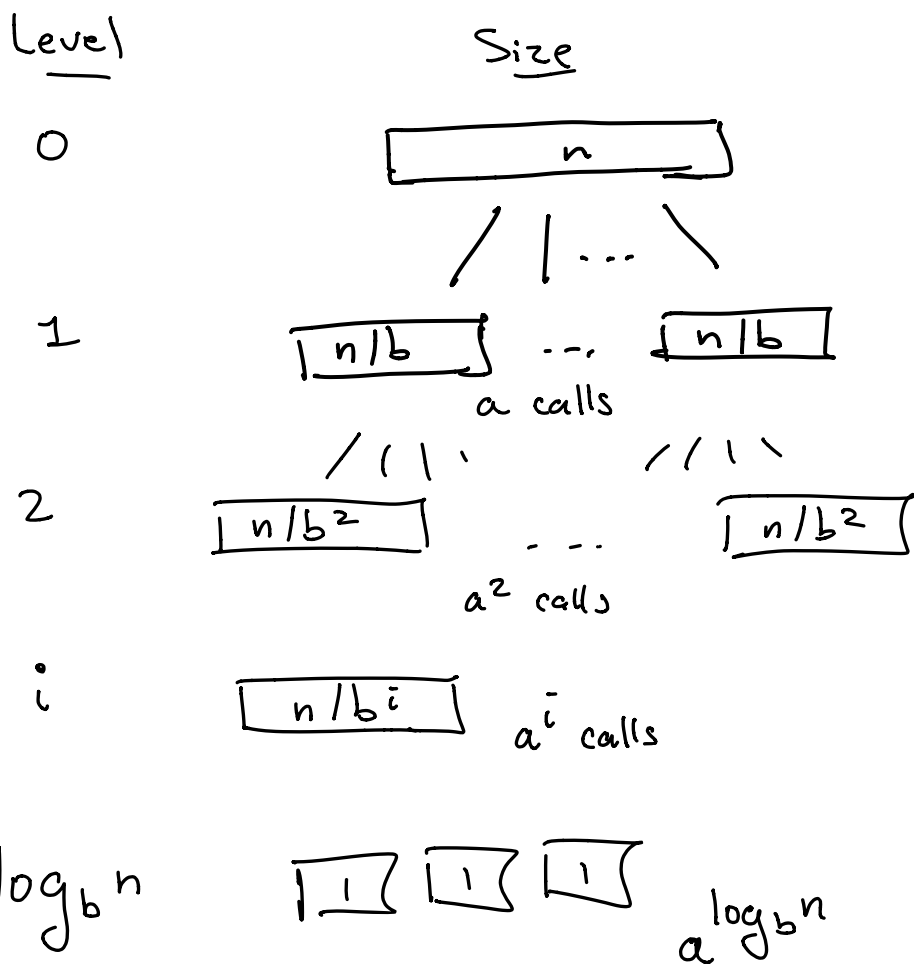 Level Size
0 n
...
1 n/b ... n/b
a calls
2 n/b² ... n/b²
a² calls
i n/bⁱ aⁱ calls
log_b n 1 1 1 a^{log_b n}